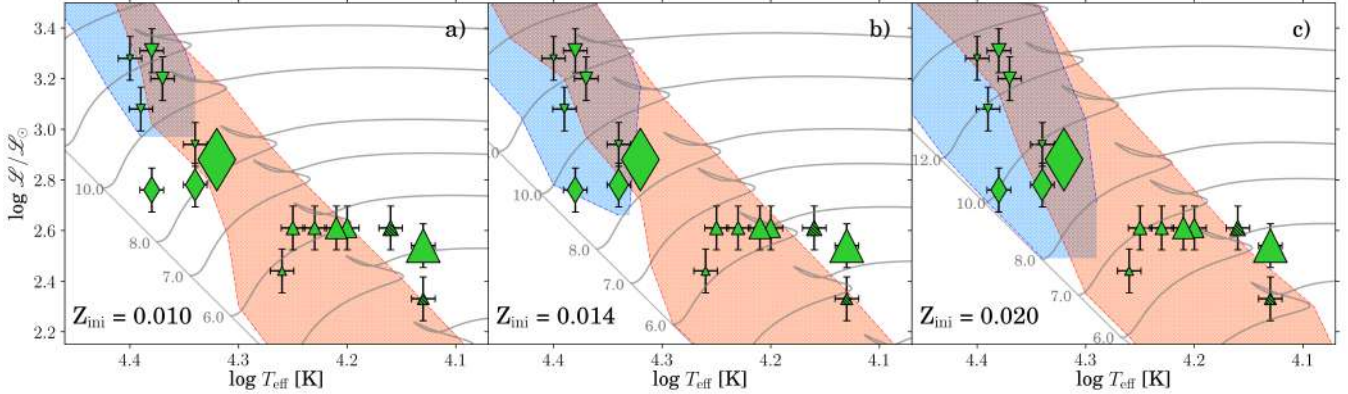 3.4
3.2
3.0
2.8
2.6
2.4
2.2
log ℒ/ℒ⊙
a)
10.0
8.0
7.0
6.0
Z_ini = 0.010
4.4 4.3 4.2 4.1
log T_eff [K]
b)
0
10.0
8.0
7.0
6.0
Z_ini = 0.014
4.4 4.3 4.2 4.1
log T_eff [K]
c)
12.0
10.0
8.0
7.0
6.0
Z_ini = 0.020
4.4 4.3 4.2 4.1
log T_eff [K]